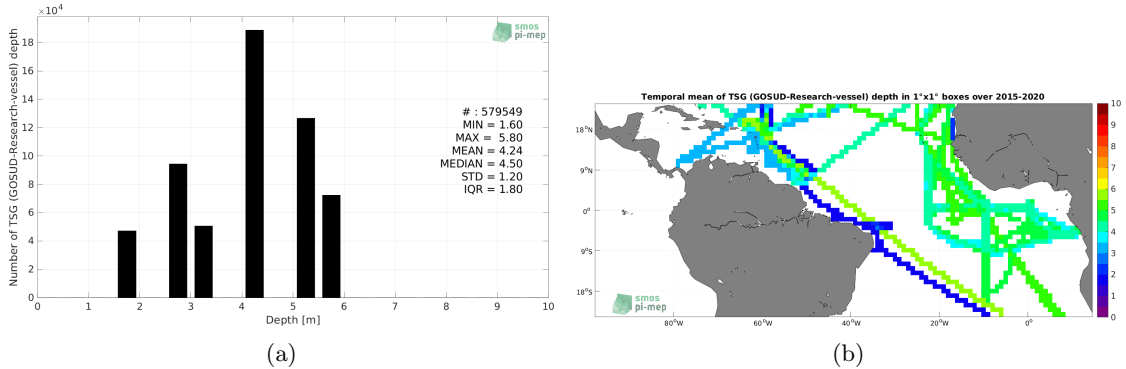 ×10⁴
18
16
14
12
10
8
6
4
2
0
Number of TSG (GOSUD-Research-vessel) depth
smos
pi-mep
# : 579549
MIN = 1.60
MAX = 5.80
MEAN = 4.24
MEDIAN = 4.50
STD = 1.20
IQR = 1.80
0 1 2 3 4 5 6 7 8 9 10
Depth [m]
(a)
Temporal mean of TSG (GOSUD-Research-vessel) depth in 1°x1° boxes over 2015-2020
18°N
9°N
0°
9°S
18°S
smos
pi-mep
80°W 60°W 40°W 20°W 0°
10
9
8
7
6
5
4
3
2
1
0
(b)